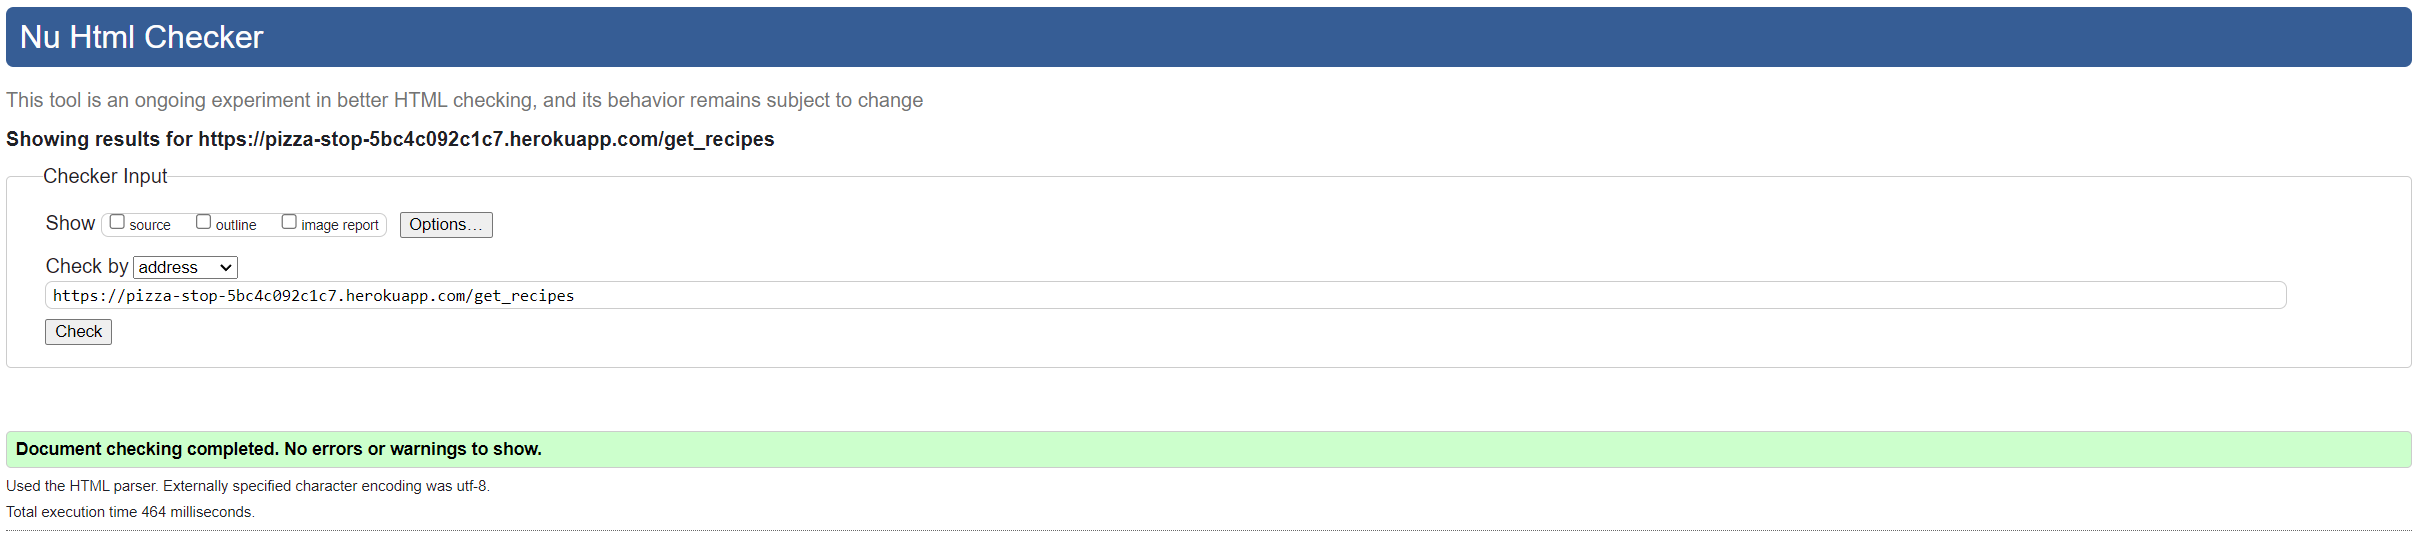 Nu Html Checker
This tool is an ongoing experiment in better HTML checking, and its behavior remains subject to change
Showing results for https://pizza-stop-5bc4c092c1c7.herokuapp.com/get_recipes
Checker Input
Show source outline image report Options...
Check by address
https://pizza-stop-5bc4c092c1c7.herokuapp.com/get_recipes
Check
Document checking completed. No errors or warnings to show.
Used the HTML parser. Externally specified character encoding was utf-8.
Total execution time 464 milliseconds.